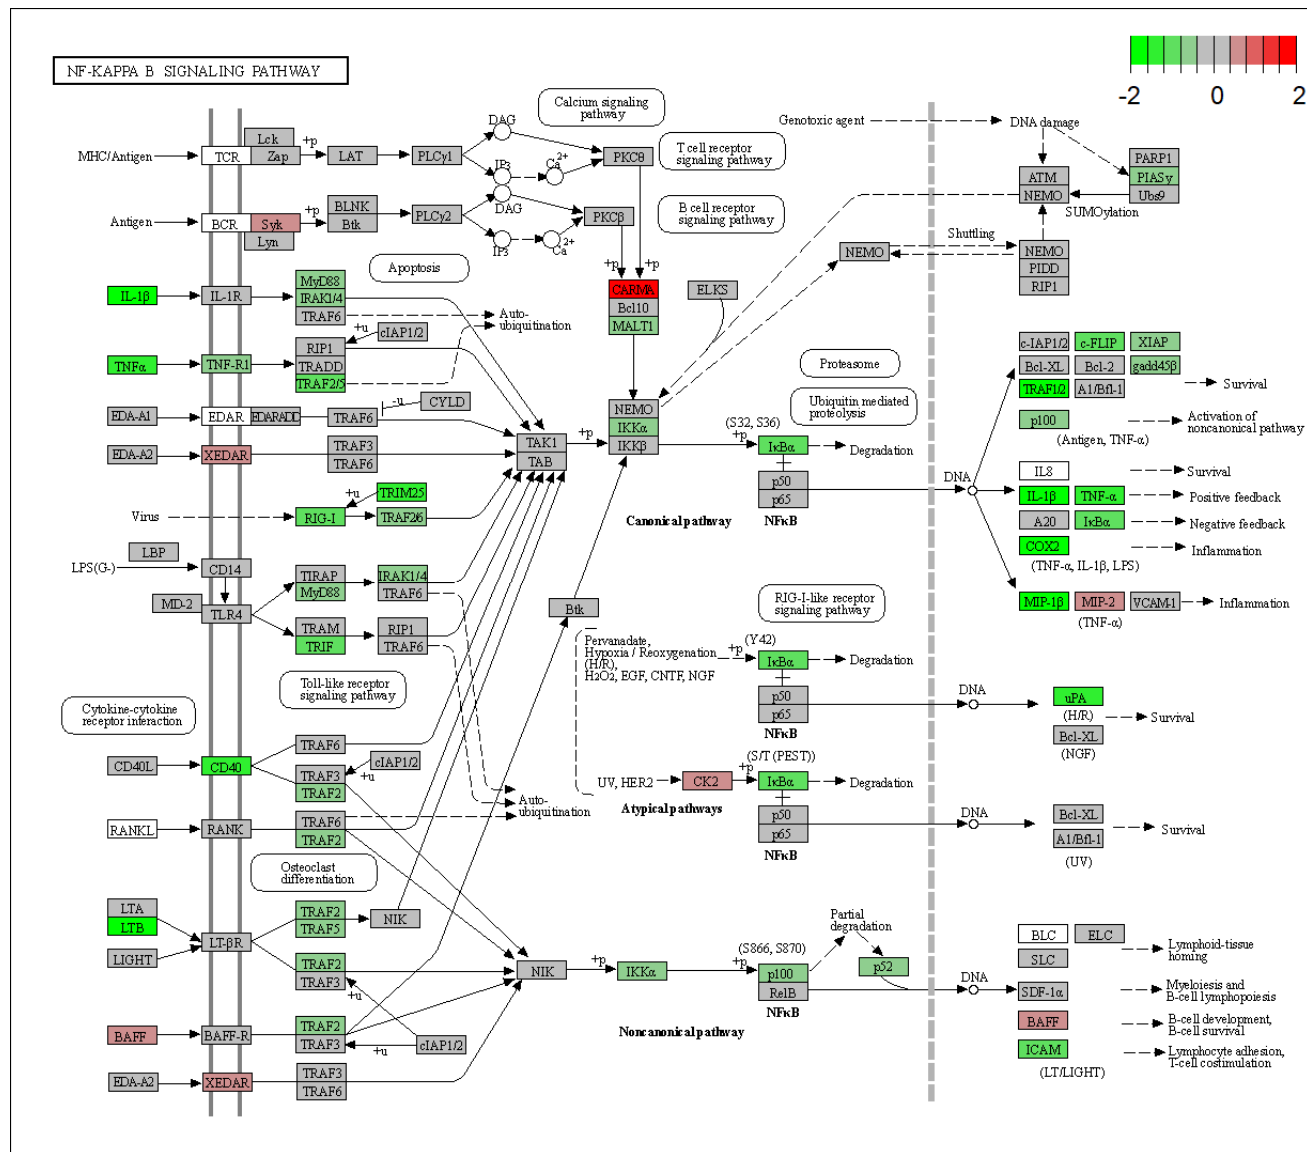 NF-KAPPA B SIGNALING PATHWAY
-2 0 2
Calcium signaling
pathway
T cell receptor
signaling pathway
B cell receptor
signaling pathway
Apoptosis
MHC/Antigen
TCR
Lck
Zap
+p
LAT
PLCγ1
DAG
IP3
Ca 2+
PKCθ
Antigen
BCR
Syk
Lyn
+p
BLNK
Btk
PLCγ2
DAG
IP3
Ca 2+
PKCβ
+p
+p
CARMA
Bcl10
MALT1
ELKS
Genotoxic agent
DNA damage
ATM
NEMO
PARP1
PIASγ
Ubs9
SUMOylation
Shuttling
NEMO
NEMO
PIDD
RIP1
IL-1β
IL-1R
MyD88
IRAK1/4
TRAF6
Auto-
ubiquitination
TNFα
TNF-R1
RIP1
TRADD
TRAF2/5
+u
cIAP1/2
EDA-A1
EDAR
EDARADD
TRAF6
-u
CYLD
EDA-A2
XEDAR
TRAF3
TRAF6
TAK1
TAB
+p
NEMO
IKKα
IKKβ
Proteasome
Ubiquitin mediated
proteolysis
(S32, S36)
+p
IκBα
Degradation
p50
p65
NFκB
Canonical pathway
DNA
Virus
RIG-I
+u
TRIM25
TRAF2/6
LPS(G-)
LBP
CD14
MD-2
TLR4
TIRAP
MyD88
IRAK1/4
TRAF6
TRAM
TRIF
RIP1
TRAF6
Toll-like receptor
signaling pathway
Cytokine-cytokine
receptor interaction
Btk
RIG-I-like receptor
signaling pathway
Pervanadate,
Hypoxia / Reoxygenation
(H/R),
H2O2, EGF, CNTF, NGF
+p
(Y42)
IκBα
Degradation
p50
p65
NFκB
DNA
uPA
(H/R)
Bcl-XL
(NGF)
Survival
UV, HER2
CK2
+p
(S/T (PEST))
IκBα
Degradation
p50
p65
NFκB
Atypical pathways
DNA
Bcl-XL
A1/Bfl-1
(UV)
Survival
c-IAP1/2
c-FLIP
XIAP
Bcl-XL
Bcl-2
gadd45β
TRAF1/2
A1/Bfl-1
Survival
p100
Activation of
noncanonical pathway
(Antigen, TNF-α)
IL8
Survival
IL-1β
TNF-α
Positive feedback
A20
IκBα
Negative feedback
COX2
Inflammation
(TNF-α, IL-1β, LPS)
MIP-1β
MIP-2
VCAM-1
Inflammation
(TNF-α)
CD40L
CD40
TRAF6
TRAF3
TRAF2
+u
cIAP1/2
Auto-
ubiquitination
RANKL
RANK
TRAF6
TRAF2
Osteoclast
differentiation
LTA
LTB
LIGHT
LT-βR
TRAF2
TRAF5
NIK
TRAF2
TRAF3
+u
cIAP1/2
+u
BAFF
BAFF-R
TRAF2
TRAF3
EDA-A2
XEDAR
TRAF3
TRAF6
NIK
+p
IKKα
+p
(S866, S870)
p100
RelB
NFκB
Partial
degradation
p52
Noncanonical pathway
DNA
BLC
ELC
SLC
Lymphoid-tissue
homing
SDF-1α
Myeloiesis and
B-cell lymphopoiesis
BAFF
B-cell development,
B-cell survival
ICAM
Lymphocyte adhesion,
T-cell costimulation
(LT/LIGHT)